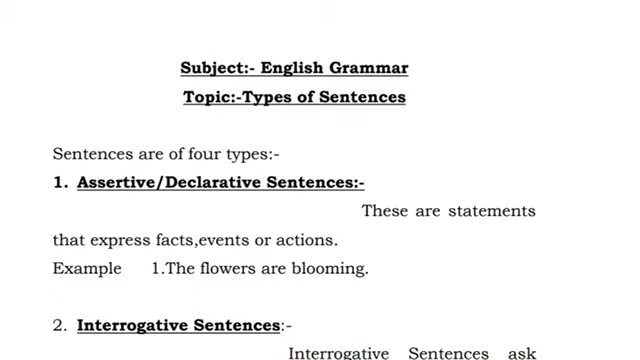 Subject:- English Grammar
Topic:-Types of Sentences
Sentences are of four types:-
1. Assertive/Declarative Sentences:-
These are statements
that express facts,events or actions.
Example 1.The flowers are blooming.
2. Interrogative Sentences:-
Interrogative Sentences ask